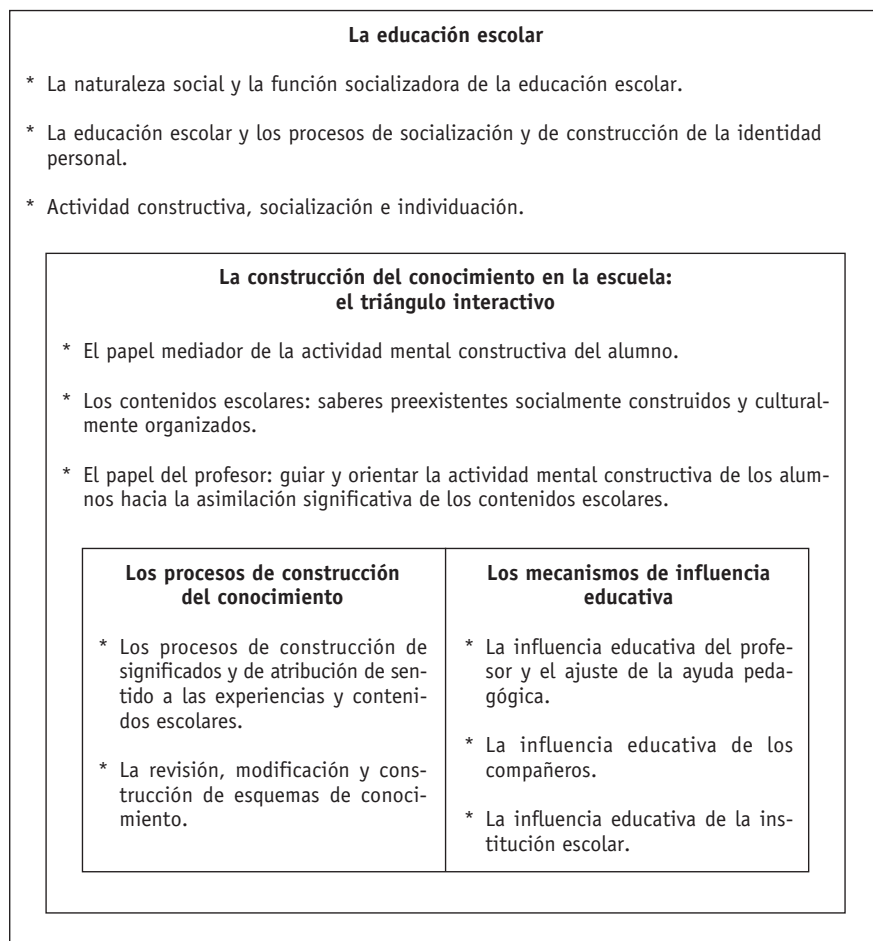 La educación escolar
* La naturaleza social y la función socializadora de la educación escolar.
* La educación escolar y los procesos de socialización y de construcción de la identidad
personal.
* Actividad constructiva, socialización e individuación.
La construcción del conocimiento en la escuela:
el triángulo interactivo
* El papel mediador de la actividad mental constructiva del alumno.
* Los contenidos escolares: saberes preexistentes socialmente construidos y cultural-
mente organizados.
* El papel del profesor: guiar y orientar la actividad mental constructiva de los alum-
nos hacia la asimilación significativa de los contenidos escolares.
Los procesos de construcción
del conocimiento
* Los procesos de construcción de
significados y de atribución de sen-
tido a las experiencias y conteni-
dos escolares.
* La revisión, modificación y cons-
trucción de esquemas de conoci-
miento.
Los mecanismos de influencia
educativa
* La influencia educativa del profe-
sor y el ajuste de la ayuda peda-
gógica.
* La influencia educativa de los
compañeros.
* La influencia educativa de la ins-
titución escolar.